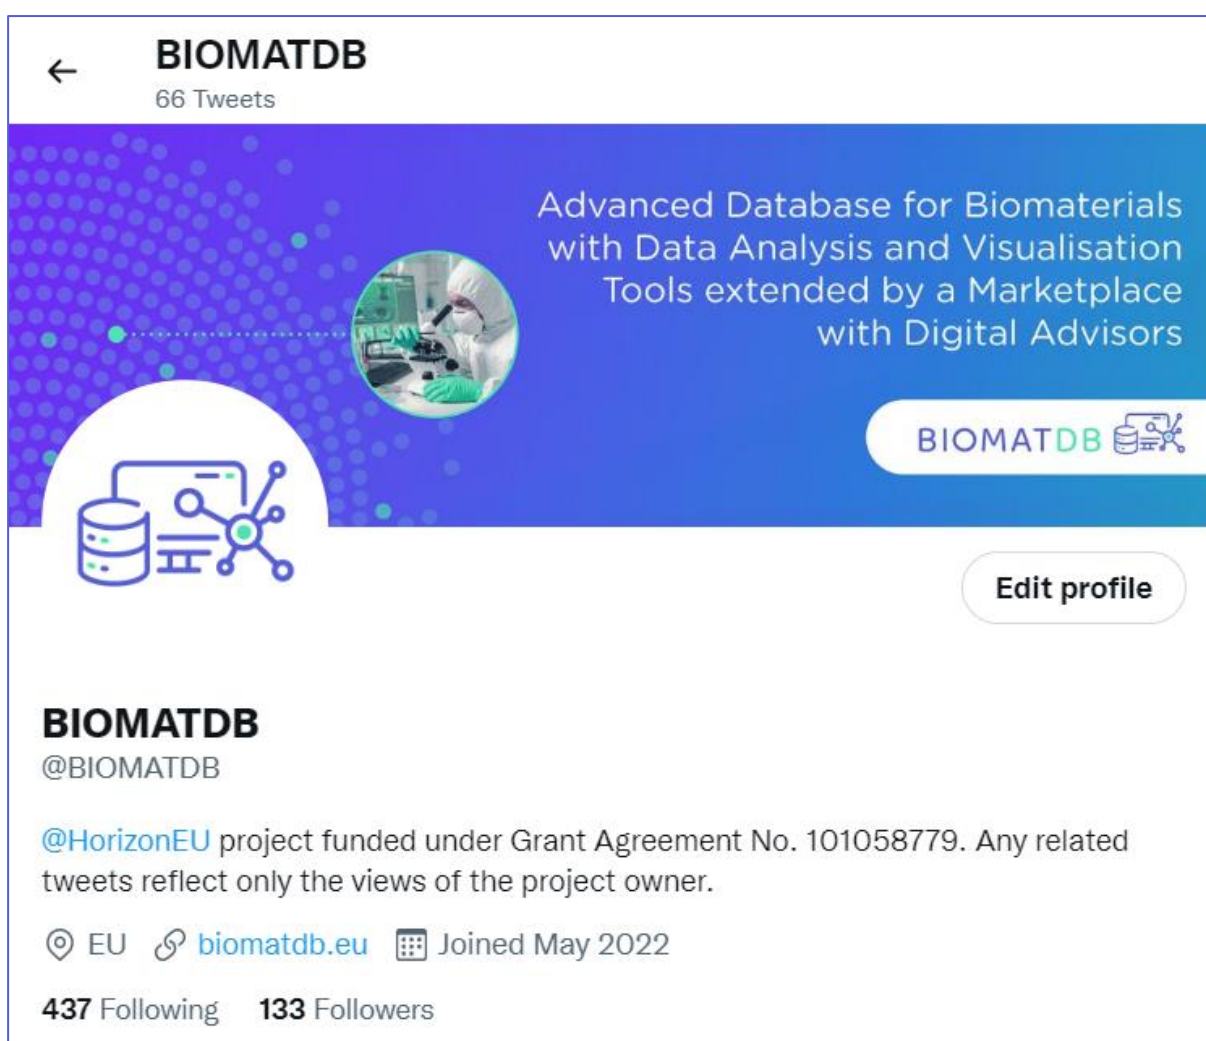 BIOMATDB
66 Tweets
Advanced Database for Biomaterials
with Data Analysis and Visualisation
Tools extended by a Marketplace
with Digital Advisors
BIOMATDB
Edit profile
BIOMATDB
@BIOMATDB
@HorizonEU project funded under Grant Agreement No. 101058779. Any related
tweets reflect only the views of the project owner.
EU biomatdb.eu Joined May 2022
437 Following 133 Followers